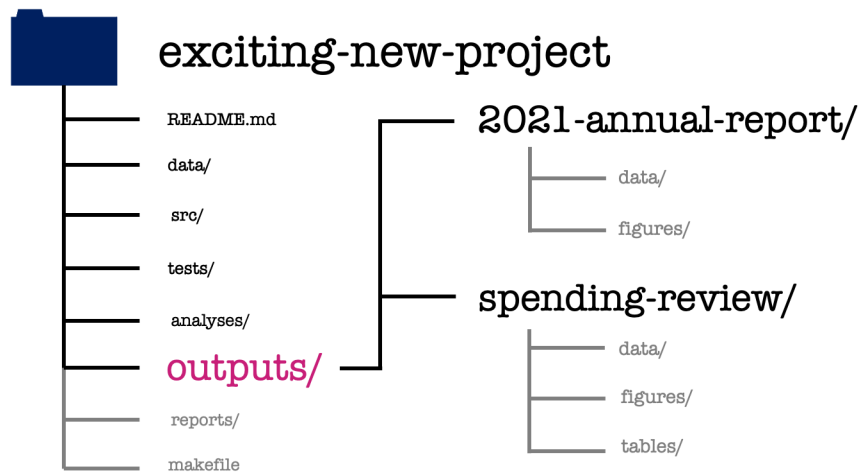 exciting-new-project
README.md
data/
src/
tests/
analyses/
outputs/
reports/
makefile
2021-annual-report/
data/
figures/
spending-review/
data/
figures/
tables/